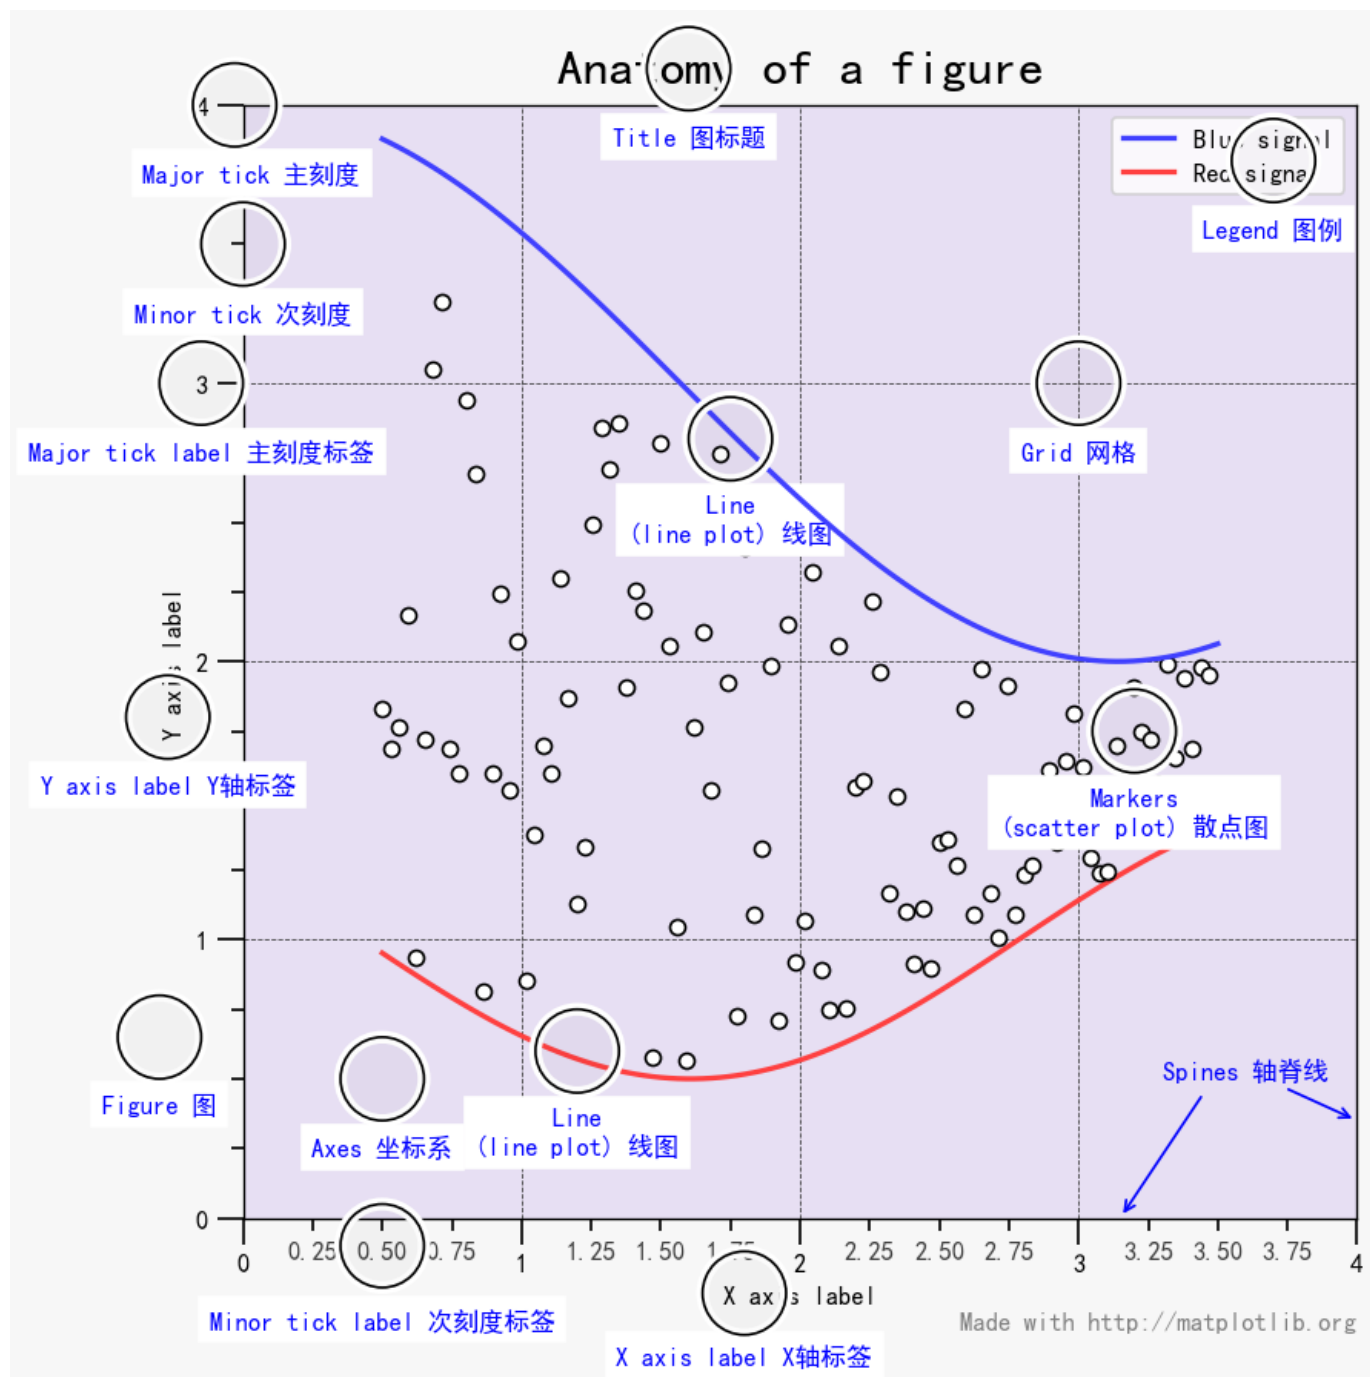 Anatomy of a figure
4
Title 图标题
Blue signal
Red signal
Major tick 主刻度
Legend 图例
Minor tick 次刻度
3
Major tick label 主刻度标签
Grid 网格
Line
(line plot) 线图
Y axis label
2
Y axis label Y轴标签
Markers
(scatter plot) 散点图
1
Spines 轴脊线
Figure 图
Line
Axes 坐标系
(line plot) 线图
0
0.25 0.50 0.75 1.25 1.50 1.75 2.25 2.50 2.75 3.25 3.50 3.75
0 1 2 3 4
X axis label
Minor tick label 次刻度标签
Made with http://matplotlib.org
X axis label X轴标签